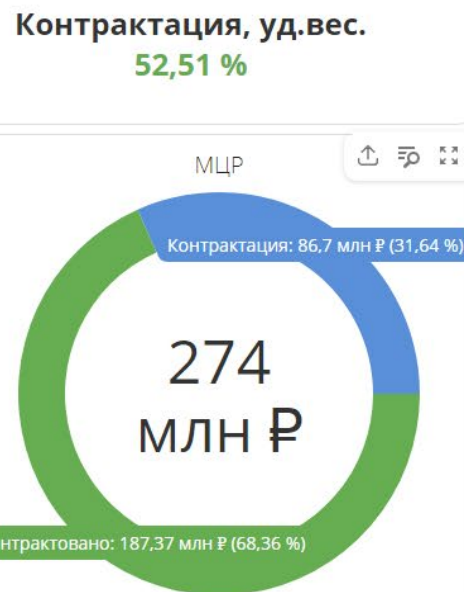 Контрактация, уд.вес.
52,51 %
МЦР
Контрактация: 86,7 млн ₽ (31,64 %)
274
млн ₽
нтрактовано: 187,37 млн ₽ (68,36 %)